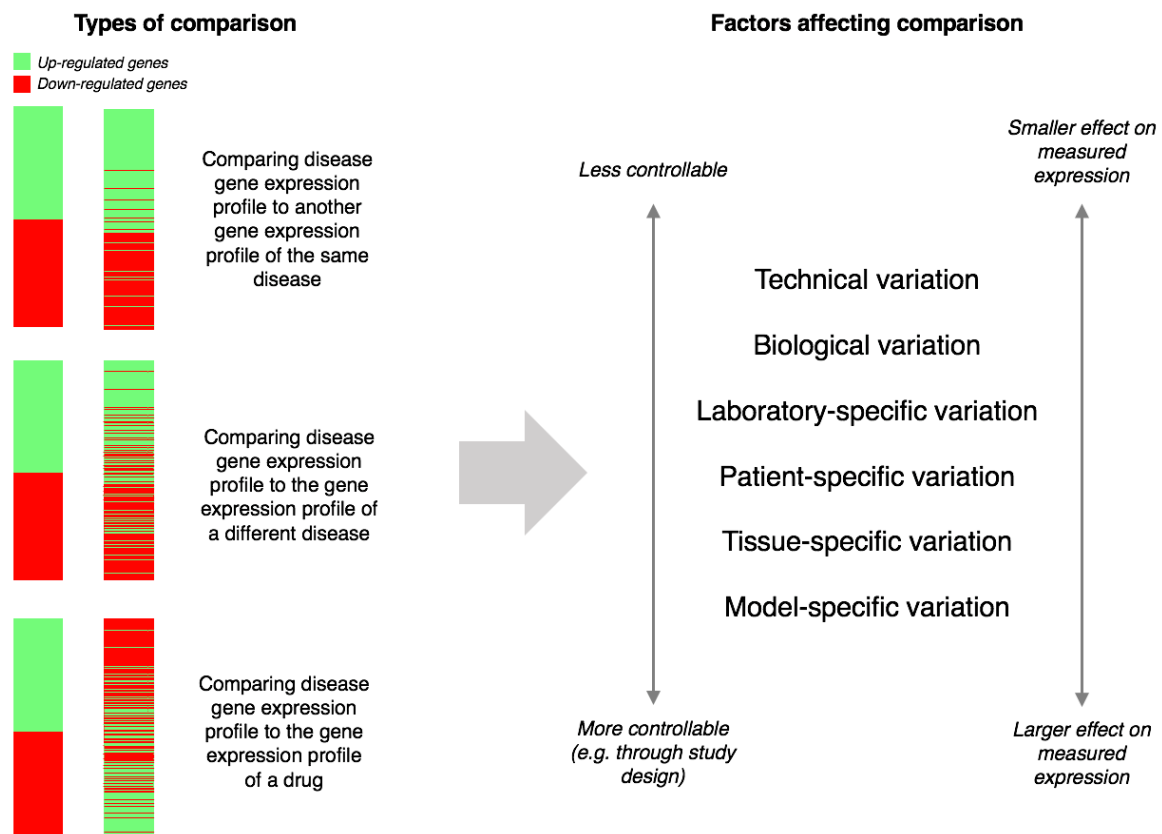 Types of comparison
Up-regulated genes
Down-regulated genes
Comparing disease
gene expression
profile to another
gene expression
profile of the same
disease
Comparing disease
gene expression
profile to the gene
expression profile of
a different disease
Comparing disease
gene expression
profile to the gene
expression profile
of a drug
Factors affecting comparison
Less controllable
Smaller effect on
measured
expression
Technical variation
Biological variation
Laboratory-specific variation
Patient-specific variation
Tissue-specific variation
Model-specific variation
More controllable
(e.g. through study
design)
Larger effect on
measured
expression